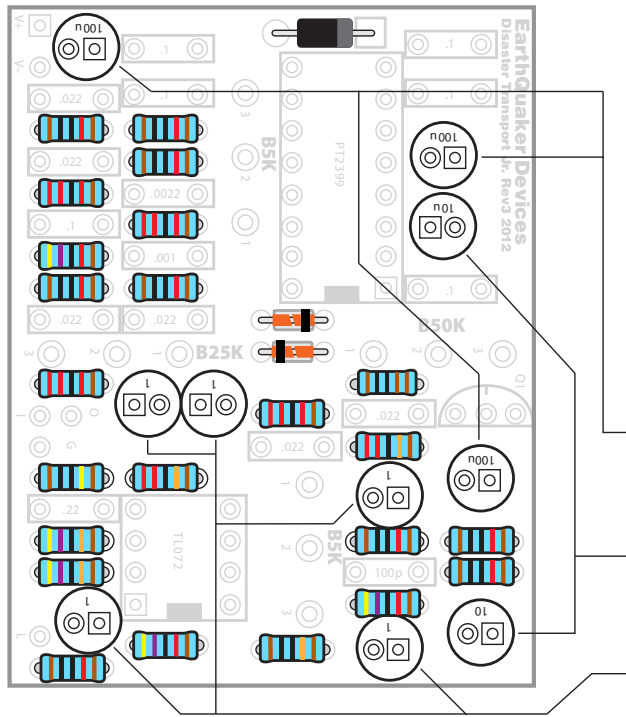 V+
V-
100u
.1
.1
.1
.1
.022
3
B5K
2
1
PT2399
100u
10u
EarthQuaker Devices
Disaster Transport Jr. Rev3 2012
.022
.0022
.1
.001
.022
.022
.1
B50K
3
2
1
B25K
1
2
3
Q1
1
1
I
O
G
.022
.022
100u
1
1
.22
TL072
2
B5K
100p
3
1
L
1
10